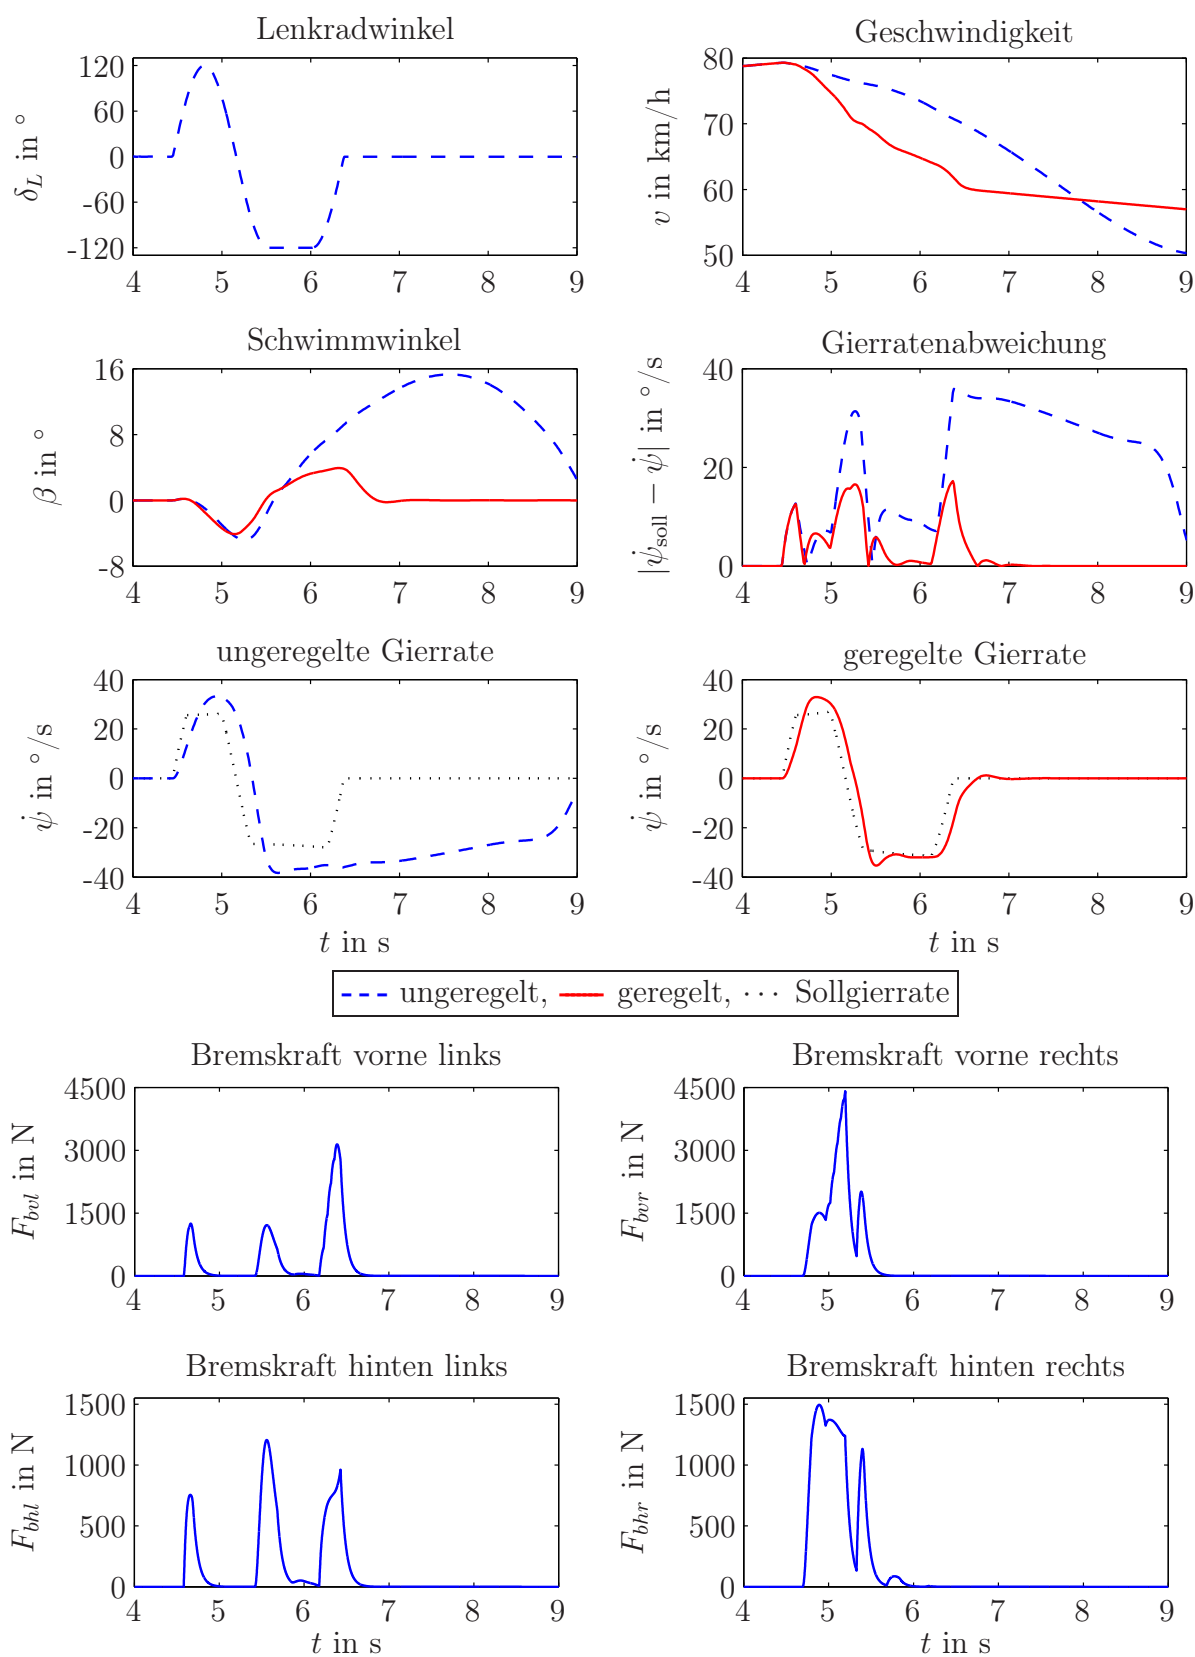 Lenkradwinkel
Geschwindigkeit
δ_L in °
120
60
0
-60
-120
4 5 6 7 8 9
v in km/h
80
70
60
50
4 5 6 7 8 9
Schwimmwinkel
Gierratenabweichung
β in °
16
8
0
-8
4 5 6 7 8 9
|ψ̇_soll − ψ̇| in °/s
40
20
0
4 5 6 7 8 9
ungeregelte Gierrate
geregelte Gierrate
ψ̇ in °/s
40
20
0
-20
-40
4 5 6 7 8 9
t in s
ψ̇ in °/s
40
20
0
-20
-40
4 5 6 7 8 9
t in s
ungeregelt, geregelt, ··· Sollgierrate
Bremskraft vorne links
Bremskraft vorne rechts
F_bvl in N
4500
3000
1500
0
4 5 6 7 8 9
F_bvr in N
4500
3000
1500
0
4 5 6 7 8 9
Bremskraft hinten links
Bremskraft hinten rechts
F_bhl in N
1500
1000
500
0
4 5 6 7 8 9
t in s
F_bhr in N
1500
1000
500
0
4 5 6 7 8 9
t in s